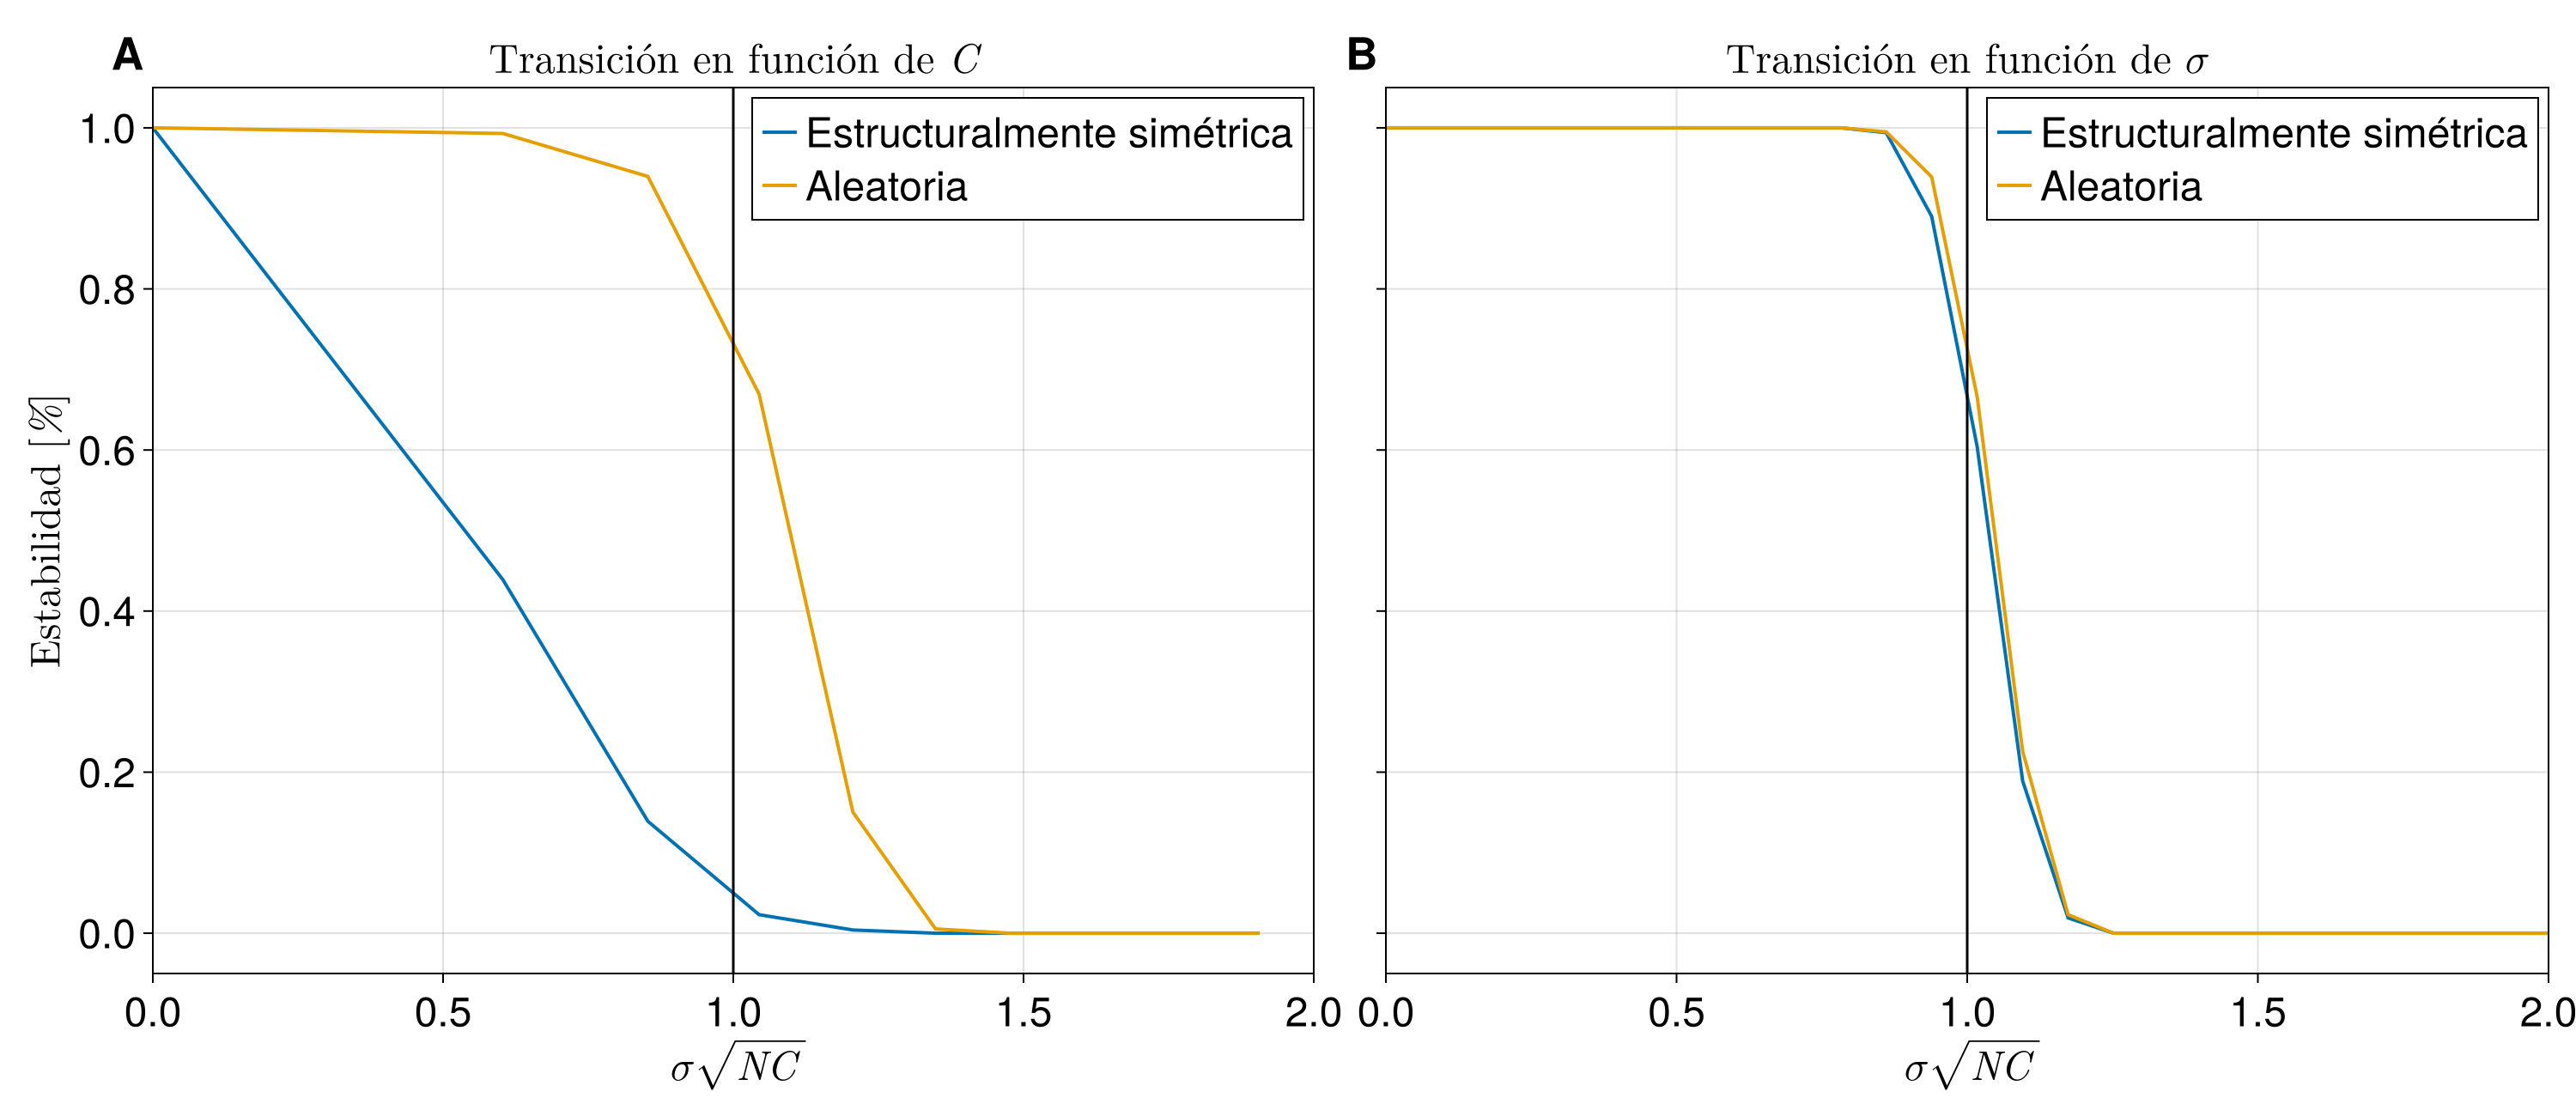 A
Transición en función de C
Estructuralmente simétrica
Aleatoria
Estabilidad [%]
1.0
0.8
0.6
0.4
0.2
0.0
0.0 0.5 1.0 1.5 2.0
σ√NC
B
Transición en función de σ
Estructuralmente simétrica
Aleatoria
0.0 0.5 1.0 1.5 2.0
σ√NC